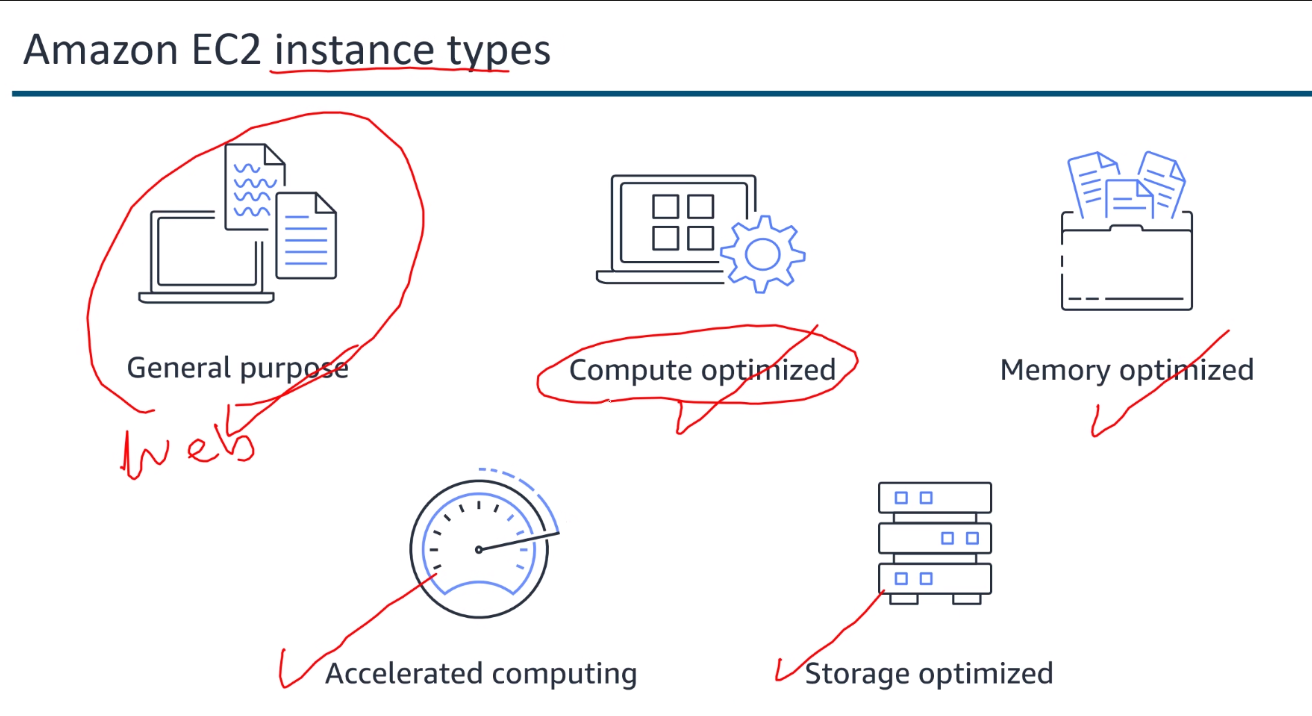 Amazon EC2 instance types
General purpose
Compute optimized
Memory optimized
Web
Accelerated computing
Storage optimized